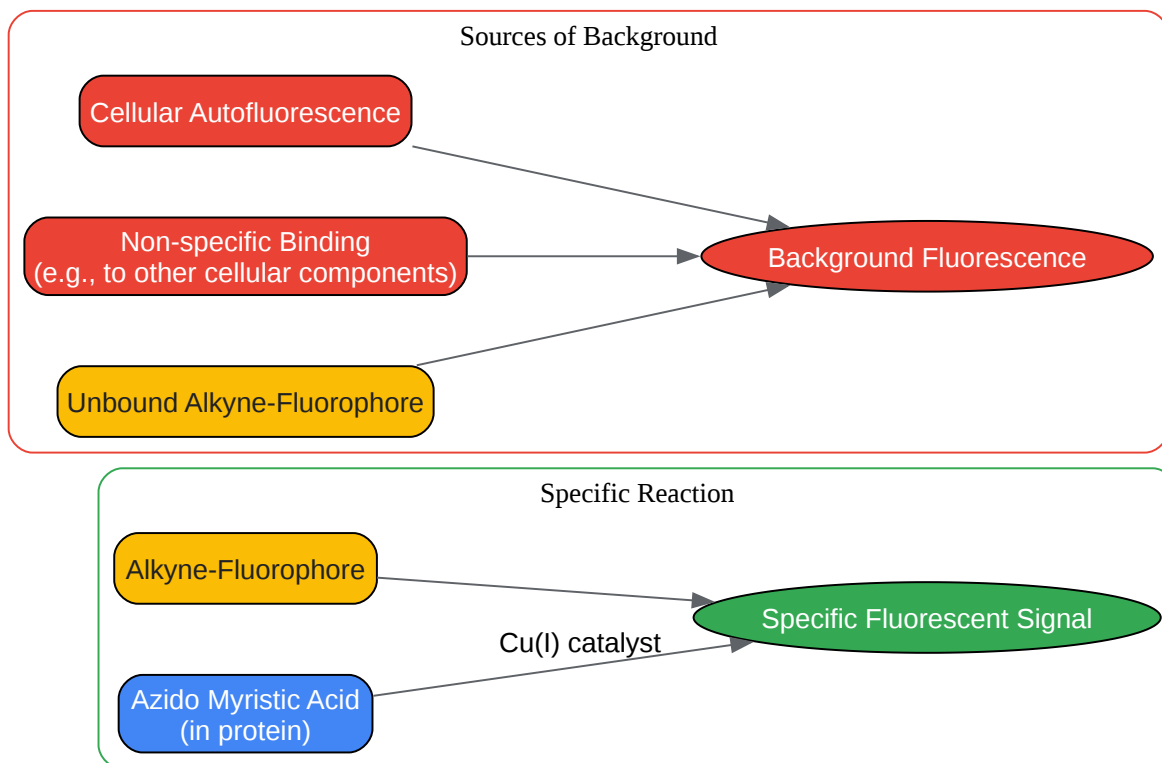 Sources of Background
Cellular Autofluorescence
Non-specific Binding
(e.g., to other cellular components)
Background Fluorescence
Unbound Alkyne-Fluorophore
Specific Reaction
Alkyne-Fluorophore
Specific Fluorescent Signal
Cu(I) catalyst
Azido Myristic Acid
(in protein)